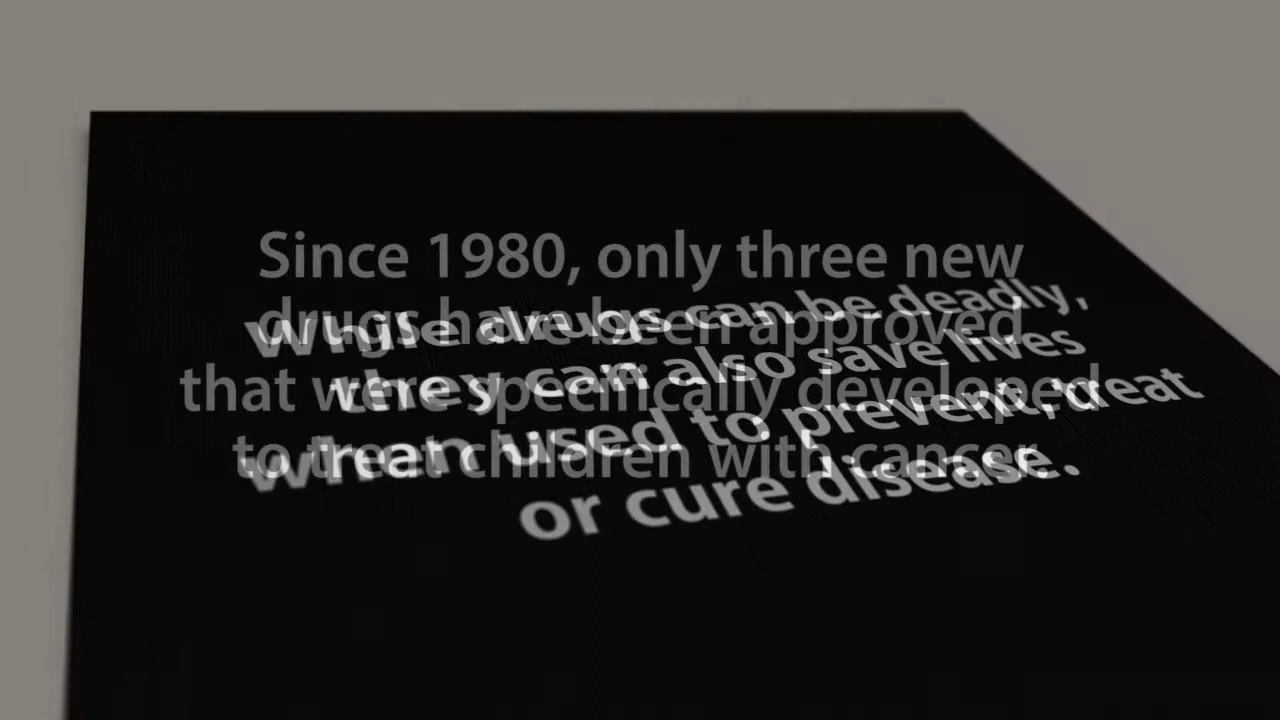 Since 1980, only three new
drugs have been approved
that were specifically developed
to treat children with cancer.
While drugs can be deadly,
they can also save lives
when used to prevent, treat
or cure disease.